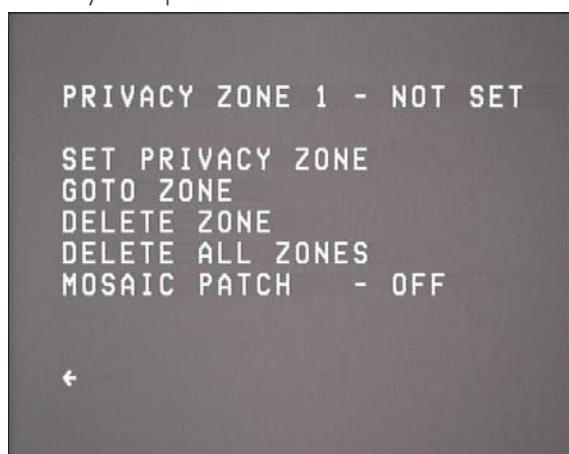 PRIVACY ZONE 1 - NOT SET
SET PRIVACY ZONE
GOTO ZONE
DELETE ZONE
DELETE ALL ZONES
MOSAIC PATCH - OFF
←